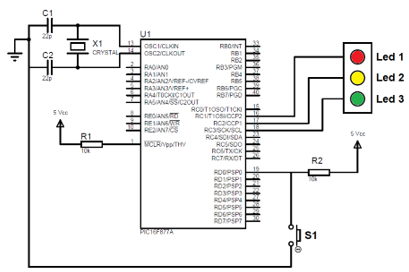 C1
22p
X1
CRYSTAL
C2
22p
U1
13 OSC1/CLKIN
14 OSC2/CLKOUT
2 RA0/AN0
3 RA1/AN1
4 RA2/AN2/VREF-/CVREF
5 RA3/AN3/VREF+
6 RA4/T0CKI/C1OUT
7 RA5/AN4/SS/C2OUT
8 RE0/AN5/RD
9 RE1/AN6/WR
10 RE2/AN7/CS
1 MCLR/Vpp/THV
RB0/INT 33
RB1 34
RB2 35
RB3/PGM 36
RB4 37
RB5 38
RB6/PGC 39
RB7/PGD 40
RC0/T1OSO/T1CKI 15
RC1/T1OSI/CCP2 16
RC2/CCP1 17
RC3/SCK/SCL 18
RC4/SDI/SDA 23
RC5/SDO 24
RC6/TX/CK 25
RC7/RX/DT 26
RD0/PSP0 19
RD1/PSP1 20
RD2/PSP2 21
RD3/PSP3 22
RD4/PSP4 27
RD5/PSP5 28
RD6/PSP6 29
RD7/PSP7 30
PIC16F877A
5 Vcc
R1
10k
Led 1
Led 2
Led 3
5 Vcc
R2
10k
S1